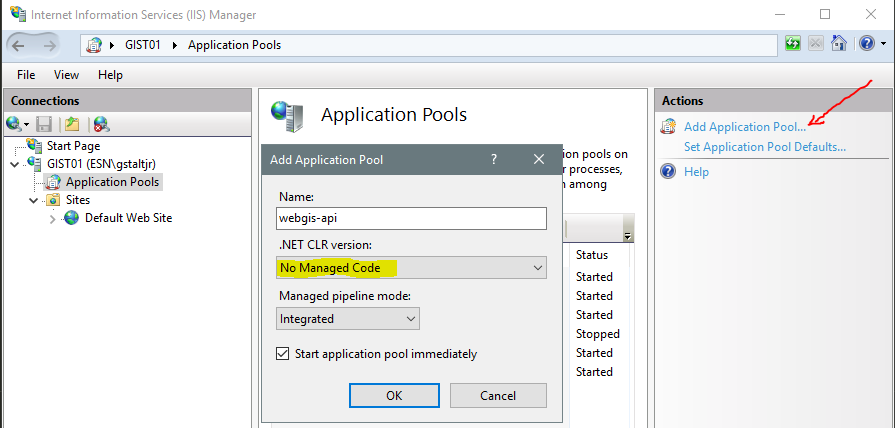 Internet Information Services (IIS) Manager
GIST01
Application Pools
File View Help
Connections
Start Page
GIST01 (ESN\gstaltjr)
Application Pools
Sites
Default Web Site
Application Pools
ion pools on
r processes,
n among
Status
Started
Started
Started
Stopped
Started
Started
Add Application Pool
?
Name:
webgis-api
.NET CLR version:
No Managed Code
Managed pipeline mode:
Integrated
Start application pool immediately
OK
Cancel
Actions
Add Application Pool...
Set Application Pool Defaults...
Help